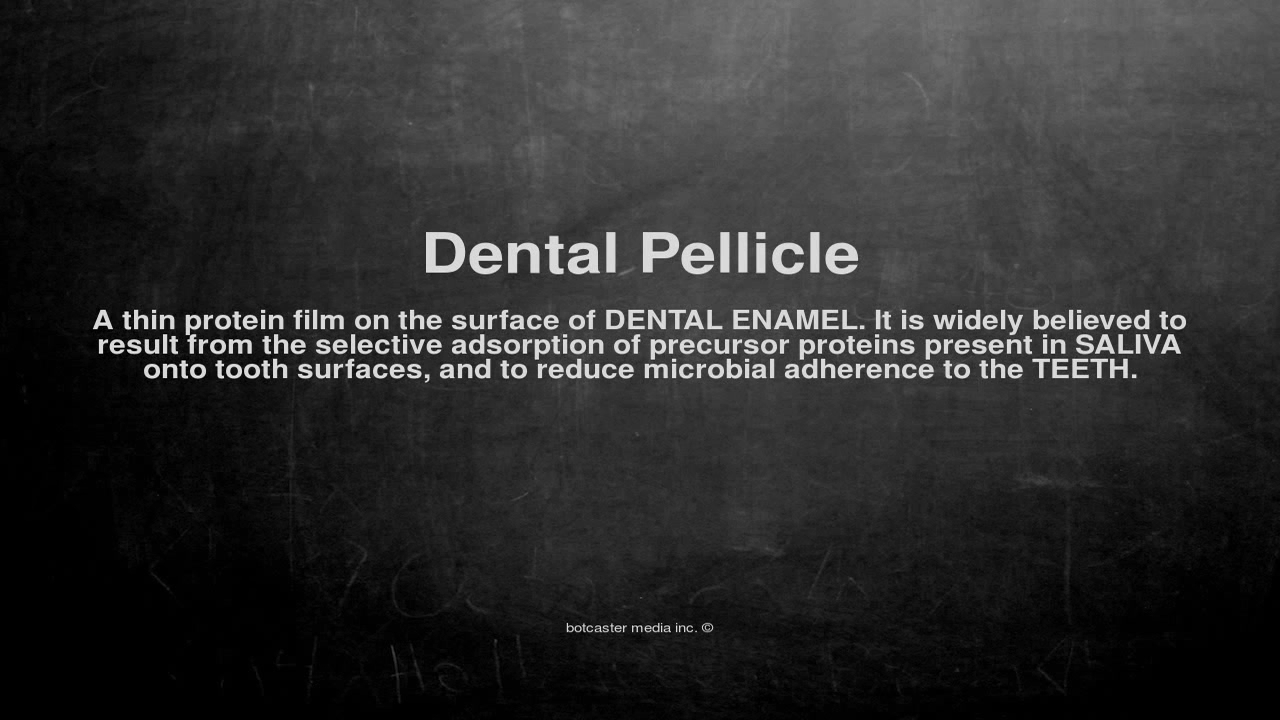 Dental Pellicle
A thin protein film on the surface of DENTAL ENAMEL. It is widely believed to
result from the selective adsorption of precursor proteins present in SALIVA
onto tooth surfaces, and to reduce microbial adherence to the TEETH.
botcaster media inc. ©